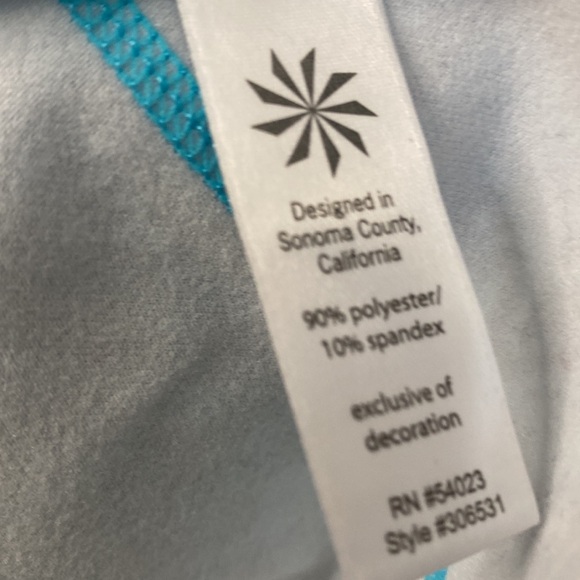 Designed in
Sonoma County,
California
90% polyester/
10% spandex
exclusive of
decoration
RN #54023
Style #306531